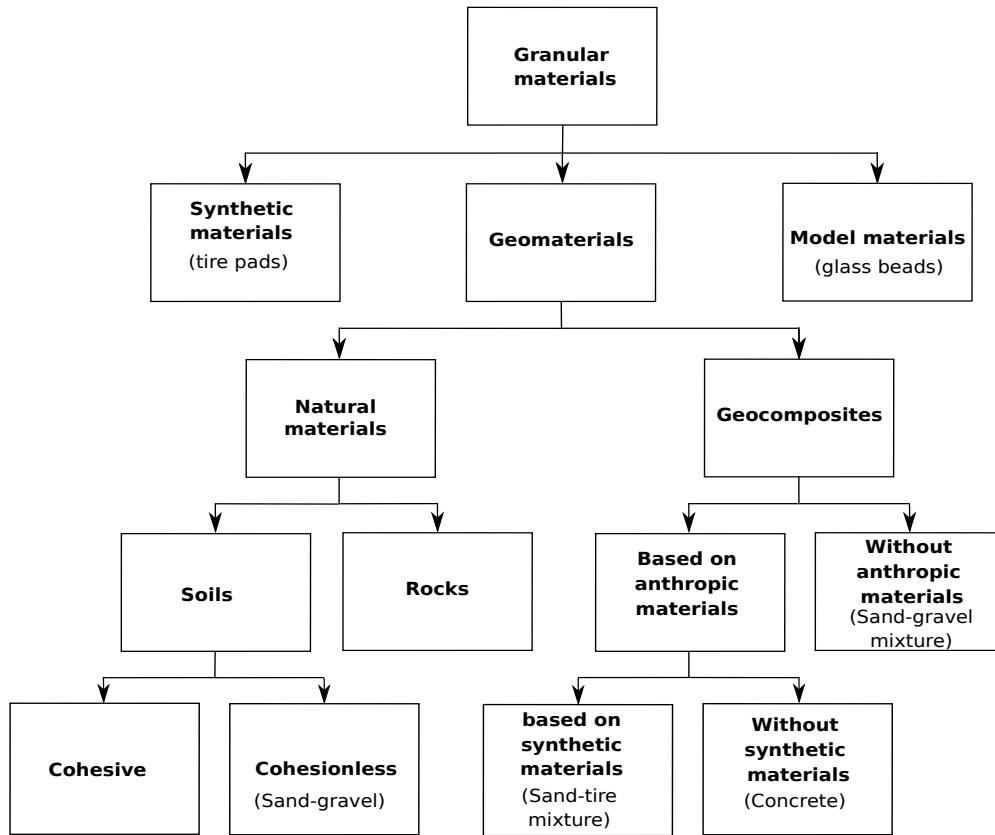 Granular
materials
Synthetic
materials
(tire pads)
Geomaterials
Model materials
(glass beads)
Natural
materials
Geocomposites
Soils
Rocks
Based on
anthropic
materials
Without
anthropic
materials
(Sand-gravel
mixture)
Cohesive
Cohesionless
(Sand-gravel)
based on
synthetic
materials
(Sand-tire
mixture)
Without
synthetic
materials
(Concrete)